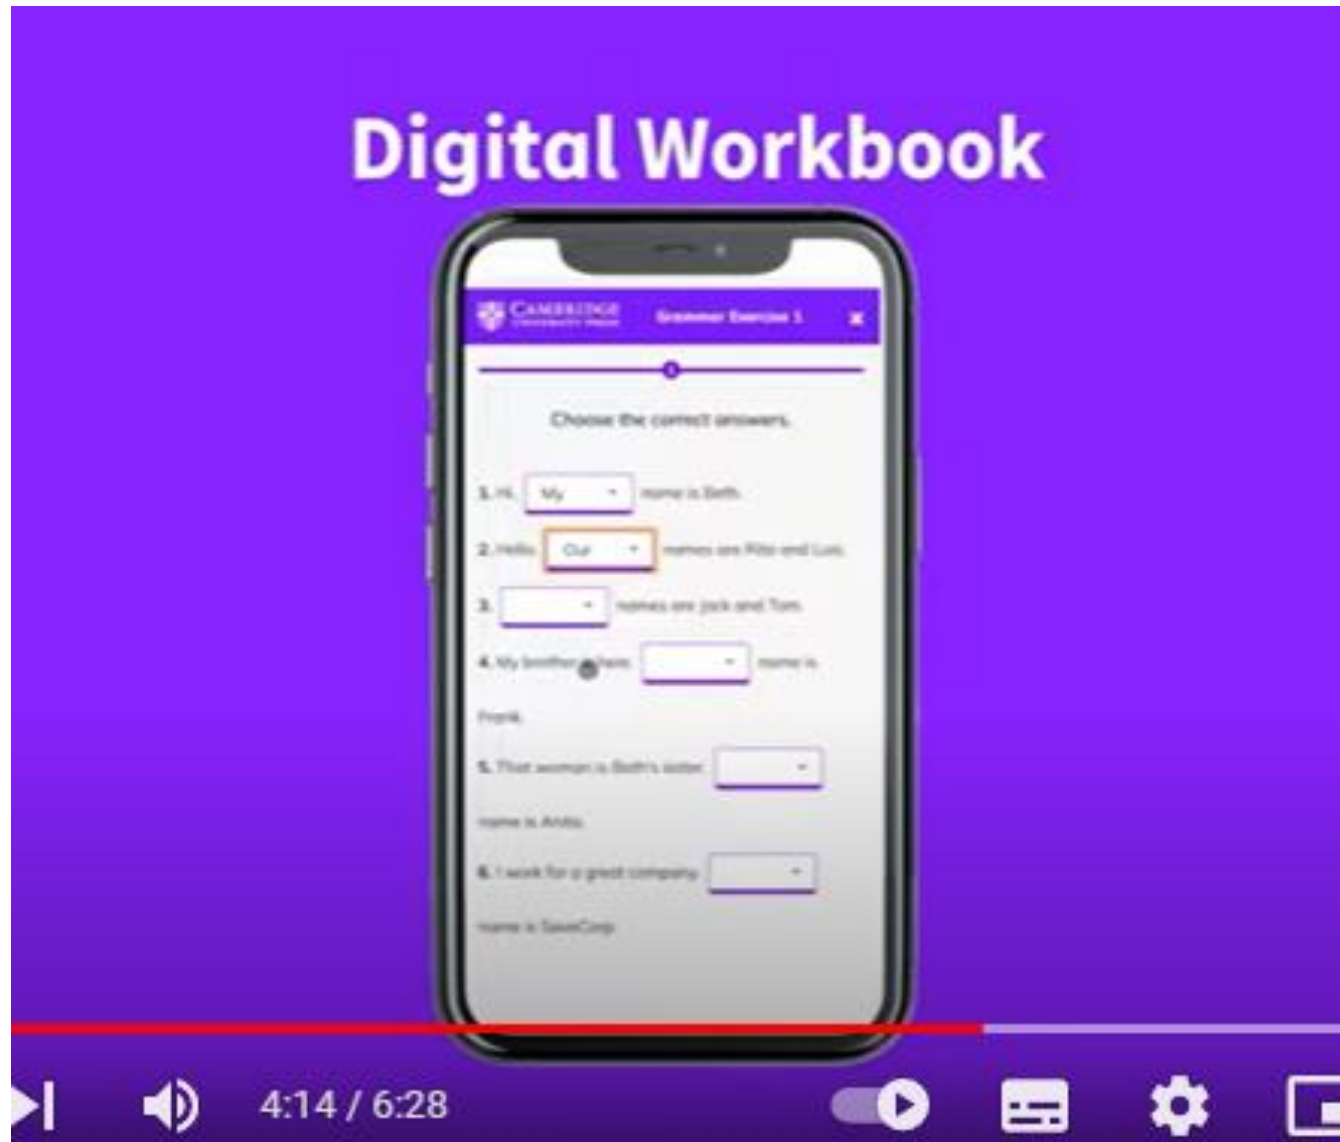 Digital Workbook
CAMBRIDGE
UNIVERSITY PRESS
Grammar Exercise 1
Choose the correct answers.
1. Hi. My name is Beth.
2. Hello. Our names are Rita and Luis.
3. names are Jack and Tom.
4. My brother here. name is
Frank.
5. That woman is Beth's sister. name is Anita.
6. I work for a great company.
name is SaveCorp.
4:14 / 6:28